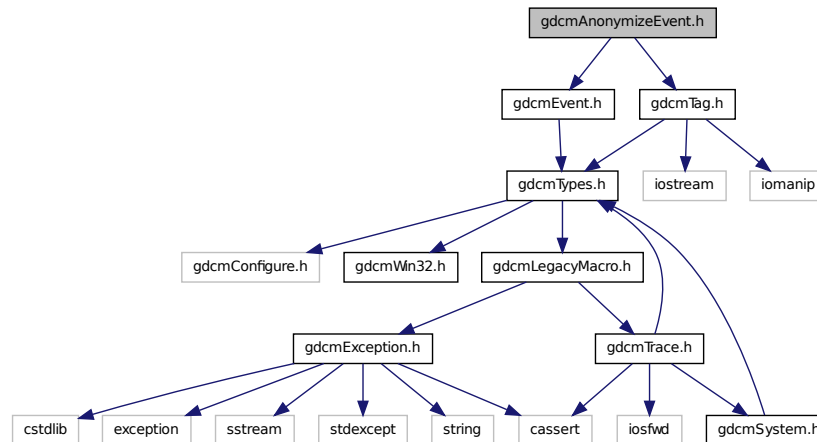 gdcmAnonymizeEvent.h
gdcmEvent.h
gdcmTag.h
gdcmTypes.h
iostream
iomanip
gdcmConfigure.h
gdcmWin32.h
gdcmLegacyMacro.h
gdcmException.h
gdcmTrace.h
cstdlib
exception
sstream
stdexcept
string
cassert
iosfwd
gdcmSystem.h